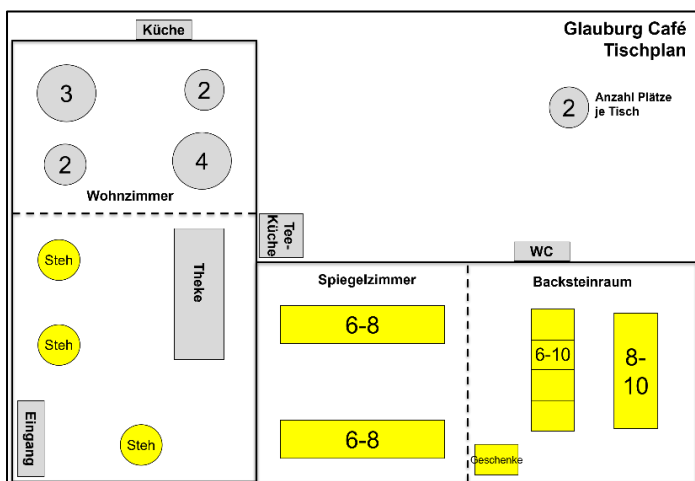 Glauburg Café
Tischplan
Küche
3
2
2
Anzahl Plätze
je Tisch
2
4
Wohnzimmer
Tee-
Küche
WC
Steh
Theke
Spiegelzimmer
Backsteinraum
6-8
6-10
8-
10
Steh
Eingang
Steh
6-8
Geschenke